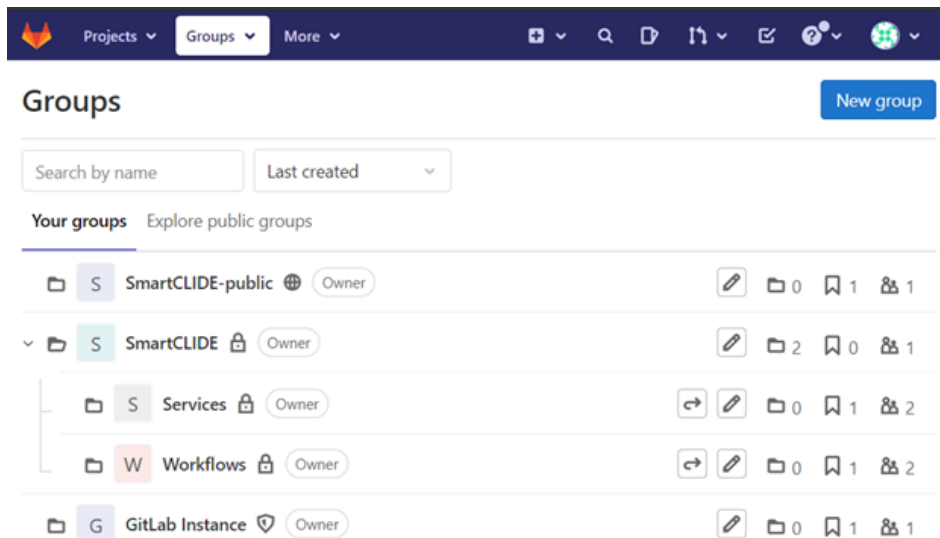 Projects Groups More
Groups
New group
Search by name Last created
Your groups Explore public groups
S SmartCLIDE-public Owner 0 1 1
S SmartCLIDE Owner 2 0 1
S Services Owner 0 1 2
W Workflows Owner 0 1 2
G GitLab Instance Owner 0 1 1